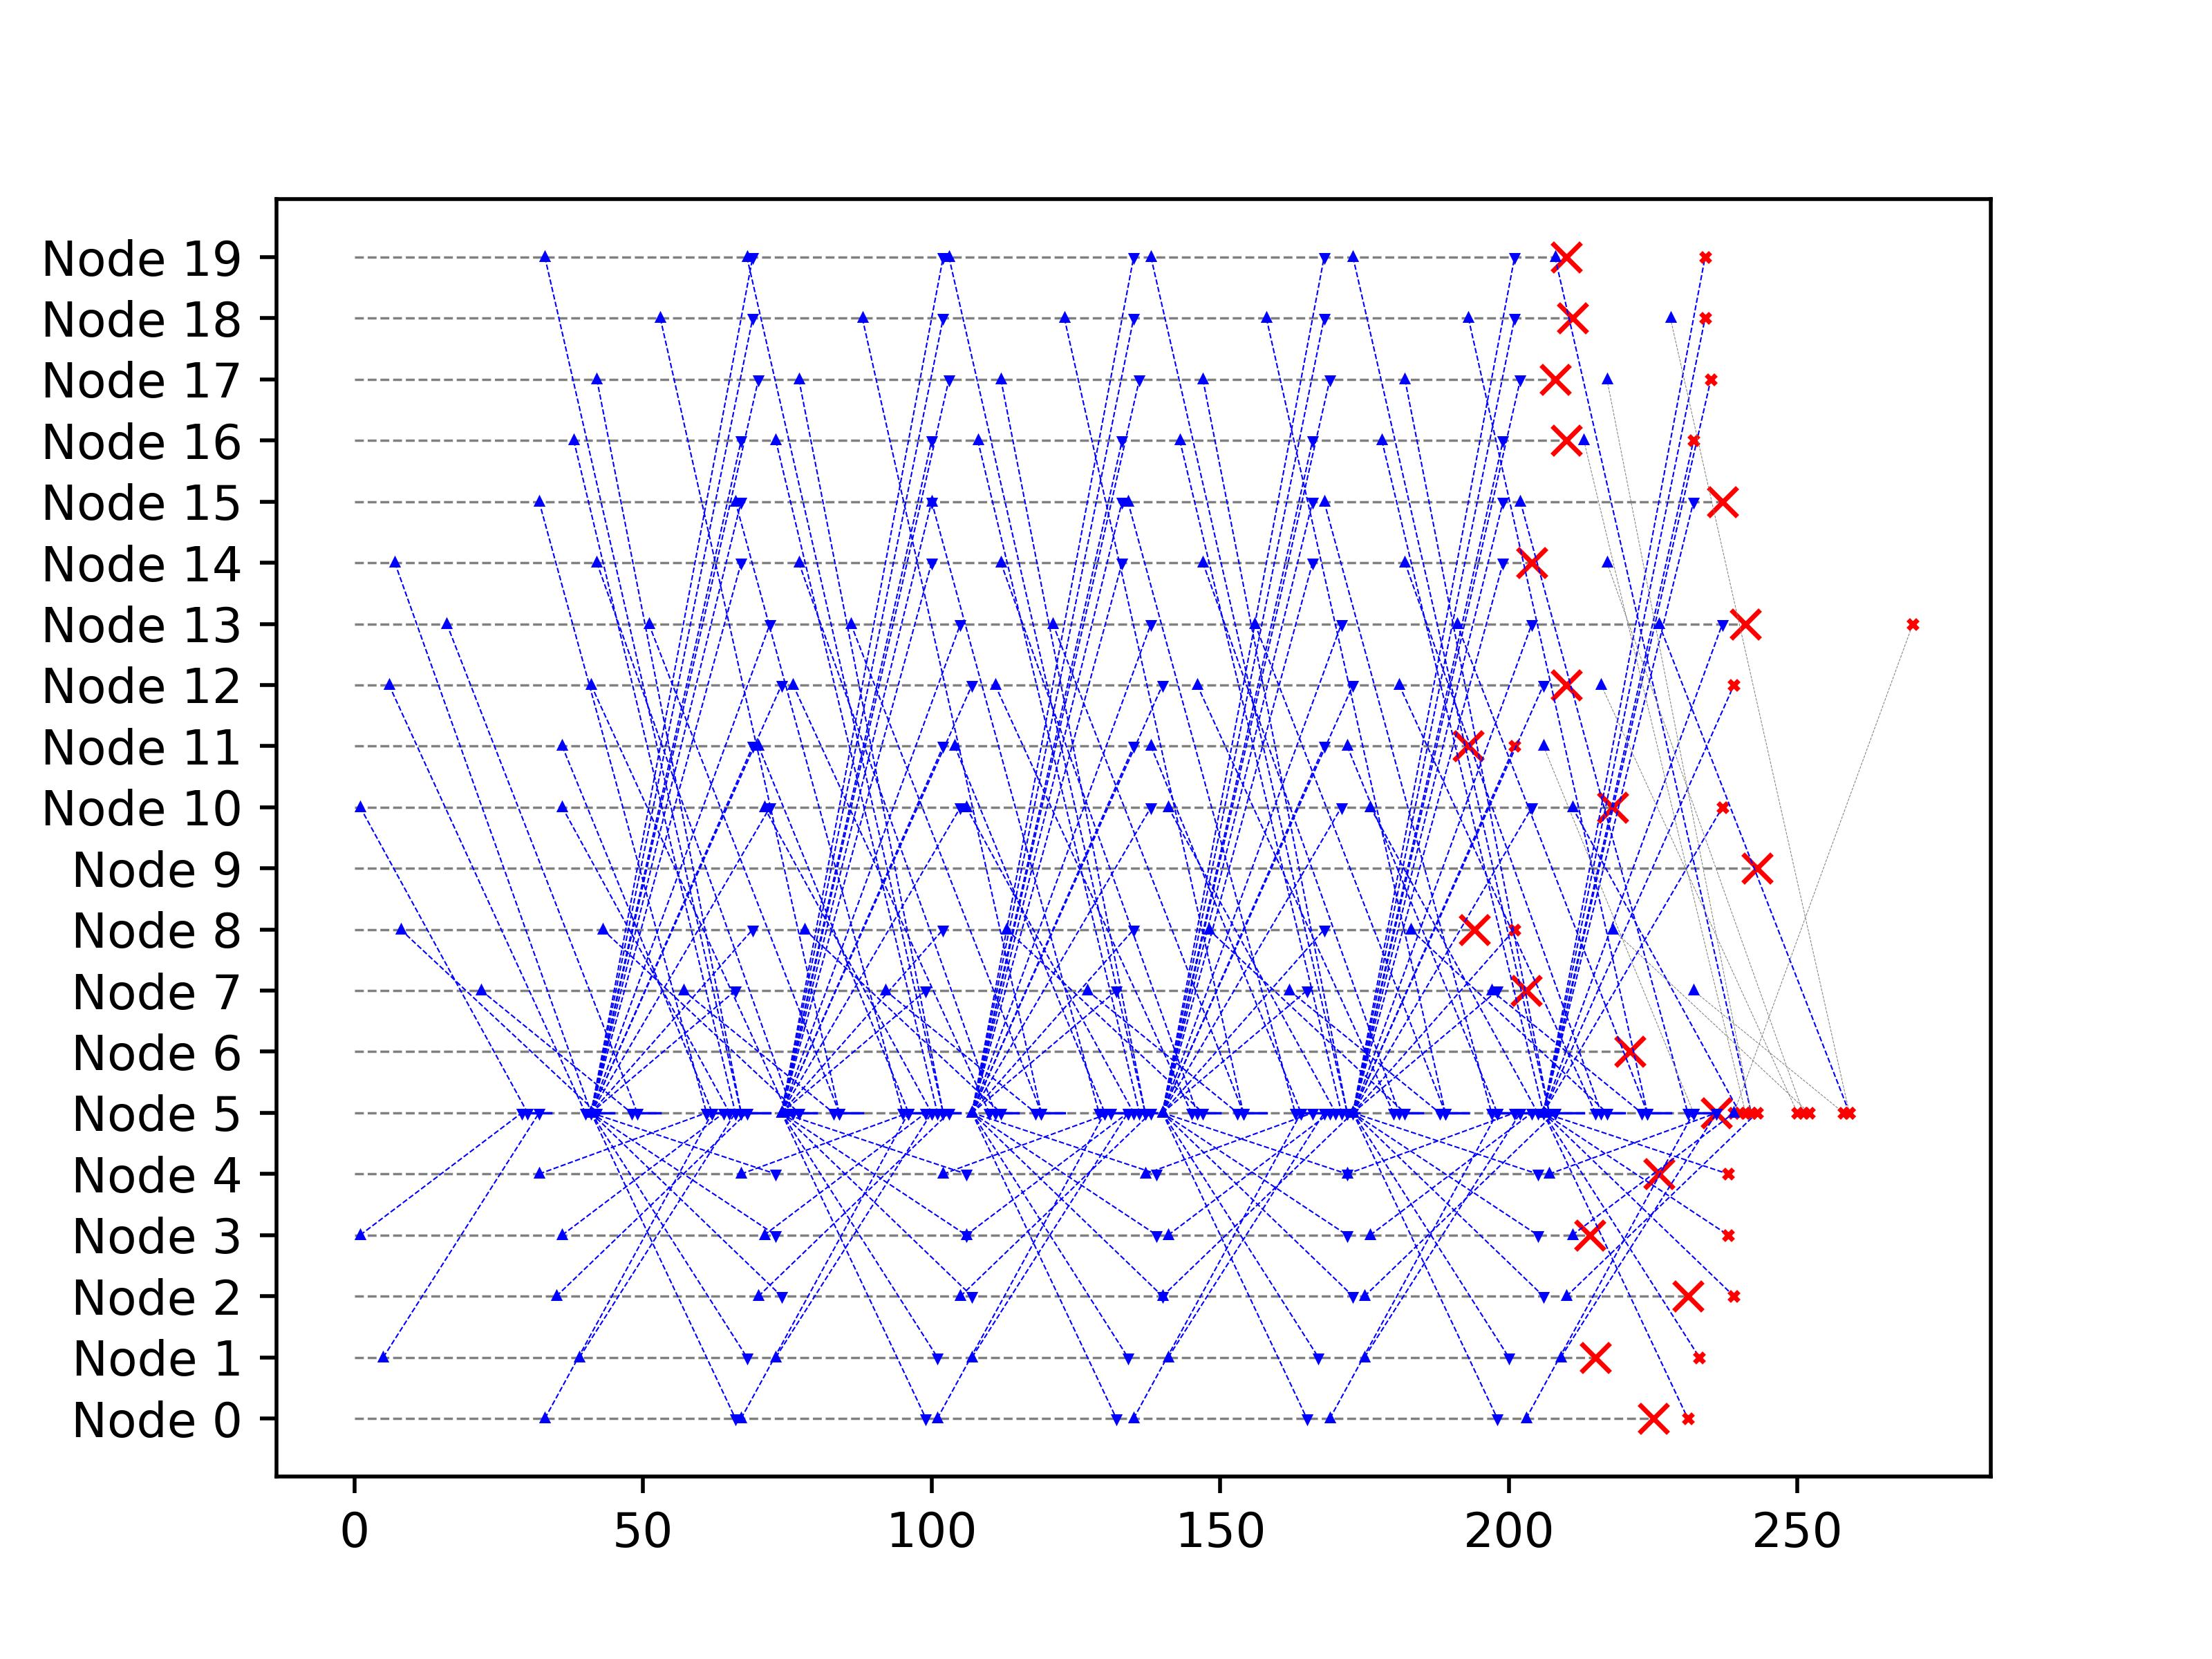 Node 19
Node 18
Node 17
Node 16
Node 15
Node 14
Node 13
Node 12
Node 11
Node 10
Node 9
Node 8
Node 7
Node 6
Node 5
Node 4
Node 3
Node 2
Node 1
Node 0
0 50 100 150 200 250